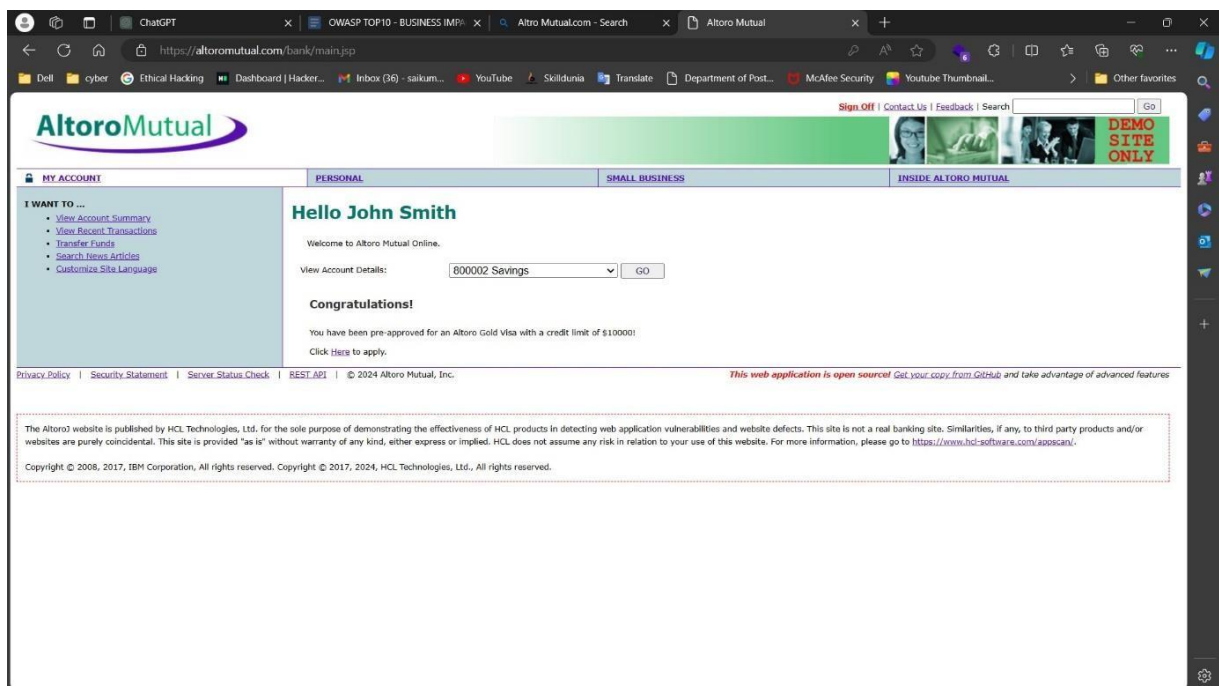 ChatGPT
OWASP TOP10 - BUSINESS IMPA
Altro Mutual.com - Search
Altoro Mutual
https://altoromutual.com/bank/main.jsp
6
Dell
cyber
Ethical Hacking
Dashboard | Hacker...
Inbox (36) - saikum...
YouTube
Skilldunia
Translate
Department of Post...
McAfee Security
Youtube Thumbnail...
Other favorites
Sign Off | Contact Us | Feedback | Search Go
AltoroMutual
DEMO
SITE
ONLY
MY ACCOUNT PERSONAL SMALL BUSINESS INSIDE ALTORO MUTUAL
I WANT TO ...
• View Account Summary
• View Recent Transactions
• Transfer Funds
• Search News Articles
• Customize Site Language
Hello John Smith
Welcome to Altoro Mutual Online.
View Account Details: 800002 Savings GO
Congratulations!
You have been pre-approved for an Altoro Gold Visa with a credit limit of $10000!
Click Here to apply.
Privacy Policy | Security Statement | Server Status Check | REST API | © 2024 Altoro Mutual, Inc. This web application is open source! Get your copy from GitHub and take advantage of advanced features
The AltoroJ website is published by HCL Technologies, Ltd. for the sole purpose of demonstrating the effectiveness of HCL products in detecting web application vulnerabilities and website defects. This site is not a real banking site. Similarities, if any, to third party products and/or
websites are purely coincidental. This site is provided "as is" without warranty of any kind, either express or implied. HCL does not assume any risk in relation to your use of this website. For more information, please go to https://www.hcl-software.com/appscan/.
Copyright © 2008, 2017, IBM Corporation, All rights reserved. Copyright © 2017, 2024, HCL Technologies, Ltd., All rights reserved.